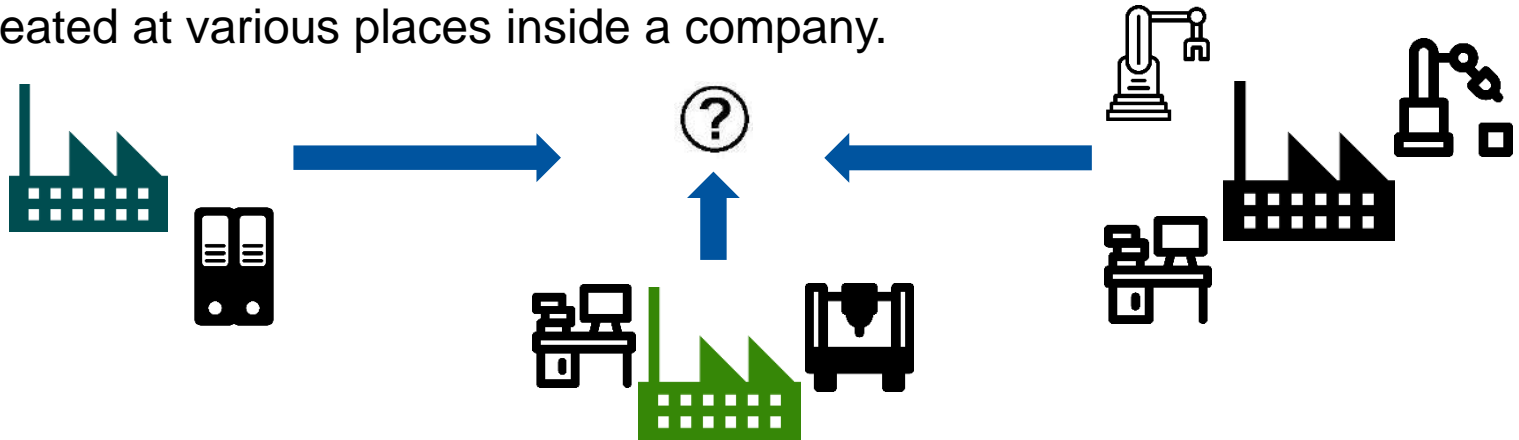 eated at various places inside a company.
?